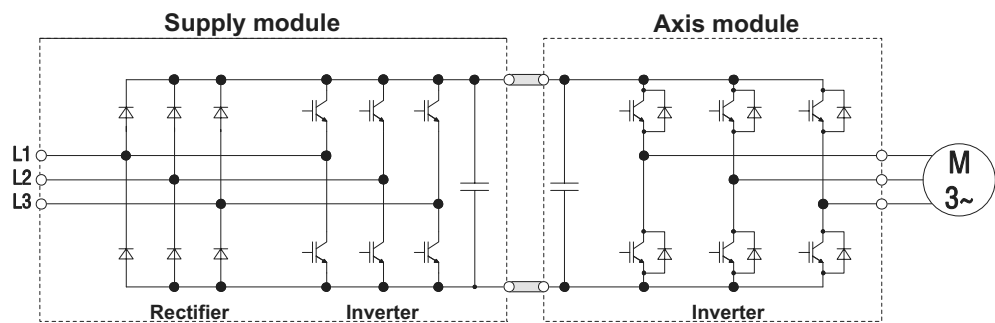 Supply module
Axis module
L1
L2
L3
M
3~
Rectifier
Inverter
Inverter